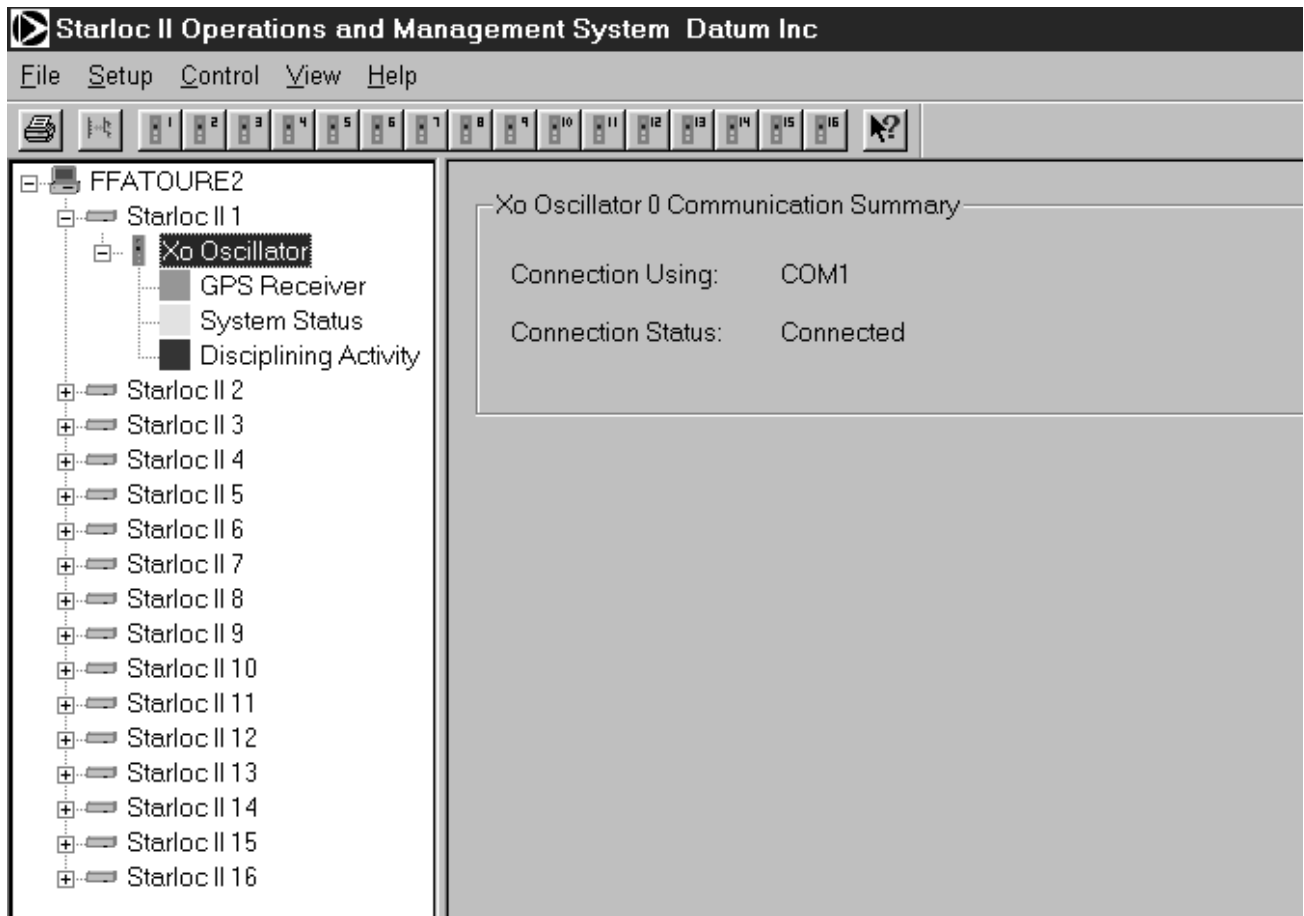 Starloc II Operations and Management System  Datum Inc
File Setup Control View Help
1 2 3 4 5 6 7 8 9 10 11 12 13 14 15 16 ?
FFATOURE2
Starloc II 1
Xo Oscillator
GPS Receiver
System Status
Disciplining Activity
Starloc II 2
Starloc II 3
Starloc II 4
Starloc II 5
Starloc II 6
Starloc II 7
Starloc II 8
Starloc II 9
Starloc II 10
Starloc II 11
Starloc II 12
Starloc II 13
Starloc II 14
Starloc II 15
Starloc II 16
Xo Oscillator 0 Communication Summary
Connection Using: COM1
Connection Status: Connected